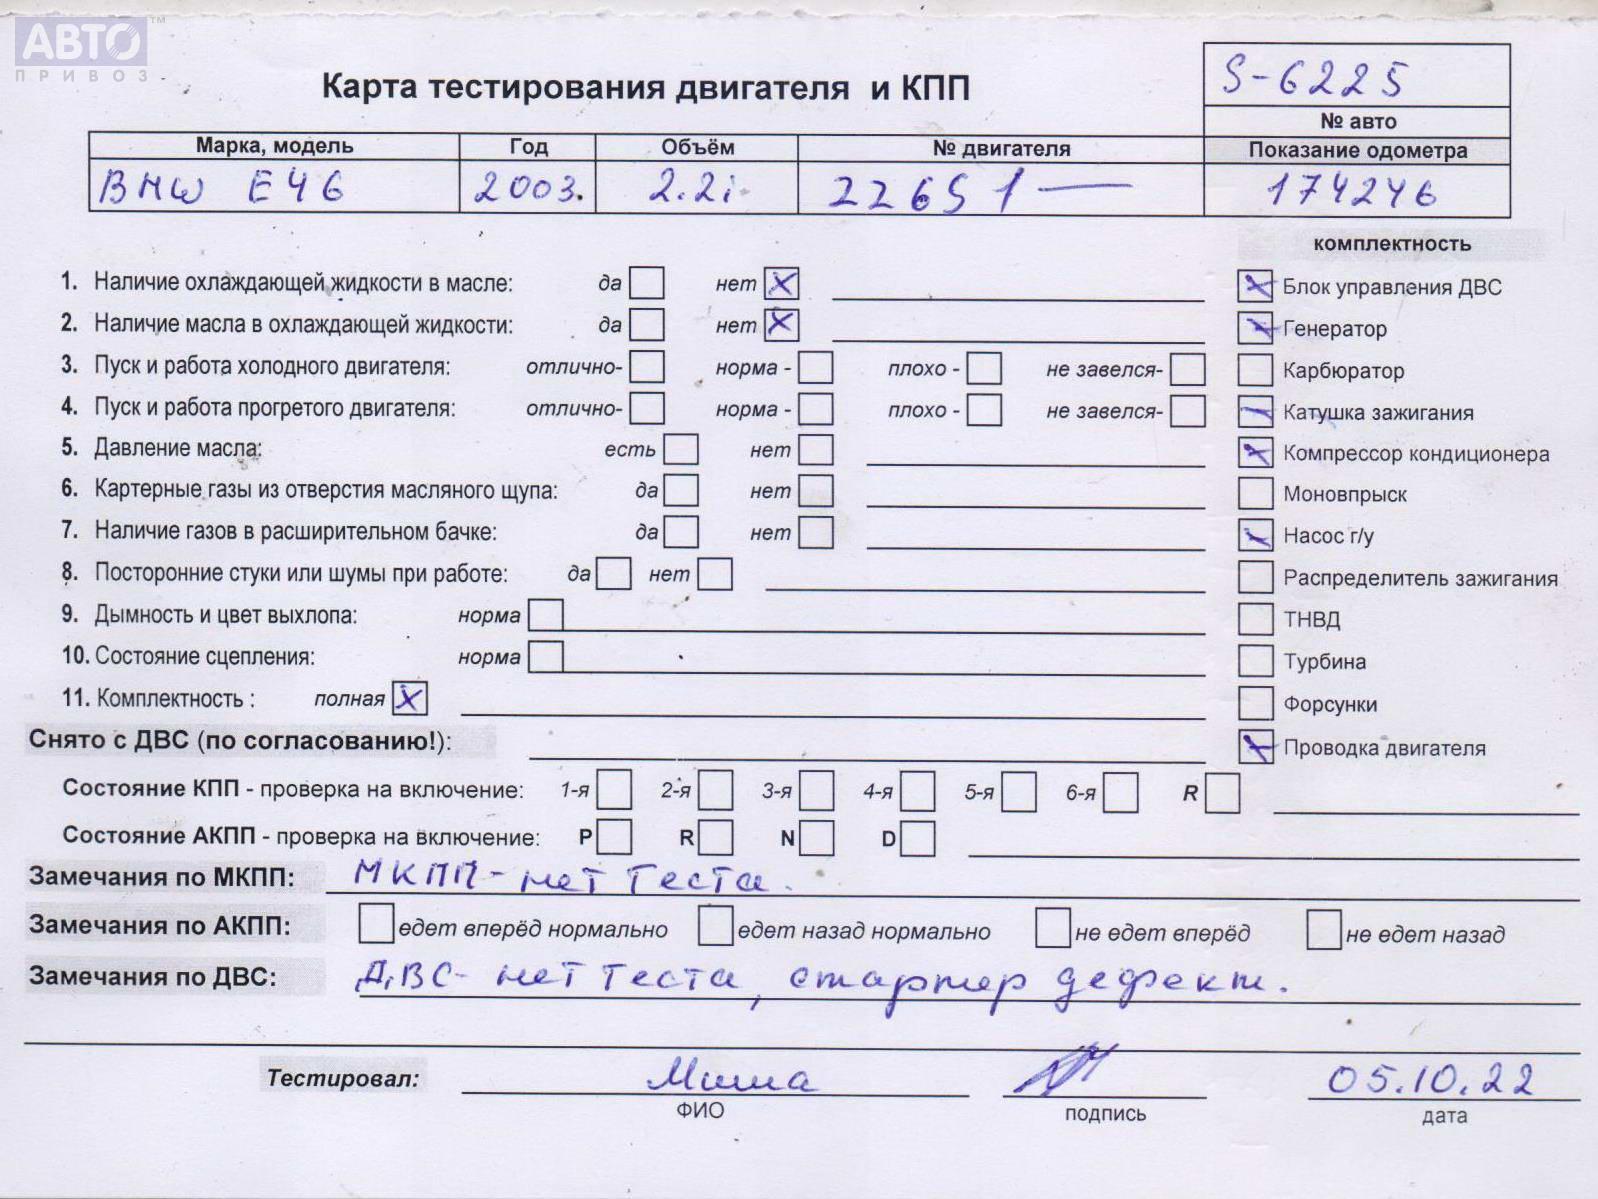 АВТО™
ПРИВОЗ
Карта тестирования двигателя и КПП
S-6225
№ авто
Марка, модель Год Объём № двигателя Показание одометра
BMW E46 2003. 2.2i 226S1— 174246
комплектность
1. Наличие охлаждающей жидкости в масле: да нет X
Блок управления ДВС
2. Наличие масла в охлаждающей жидкости: да нет X
Генератор
3. Пуск и работа холодного двигателя: отлично- норма - плохо - не завелся-
Карбюратор
4. Пуск и работа прогретого двигателя: отлично- норма - плохо - не завелся-
Катушка зажигания
5. Давление масла: есть нет
Компрессор кондиционера
6. Картерные газы из отверстия масляного щупа: да нет
Моновпрыск
7. Наличие газов в расширительном бачке: да нет
Насос г/у
8. Посторонние стуки или шумы при работе: да нет
Распределитель зажигания
9. Дымность и цвет выхлопа: норма
ТНВД
10. Состояние сцепления: норма
Турбина
11. Комплектность : полная X
Форсунки
Снято с ДВС (по согласованию!):
Проводка двигателя
Состояние КПП - проверка на включение: 1-я 2-я 3-я 4-я 5-я 6-я R
Состояние АКПП - проверка на включение: P R N D
Замечания по МКПП: МКПП - нет теста.
Замечания по АКПП: едет вперёд нормально едет назад нормально не едет вперёд не едет назад
Замечания по ДВС: ДВС - нет теста, стартер дефект.
Тестировал: Миша 05.10.22
ФИО подпись дата